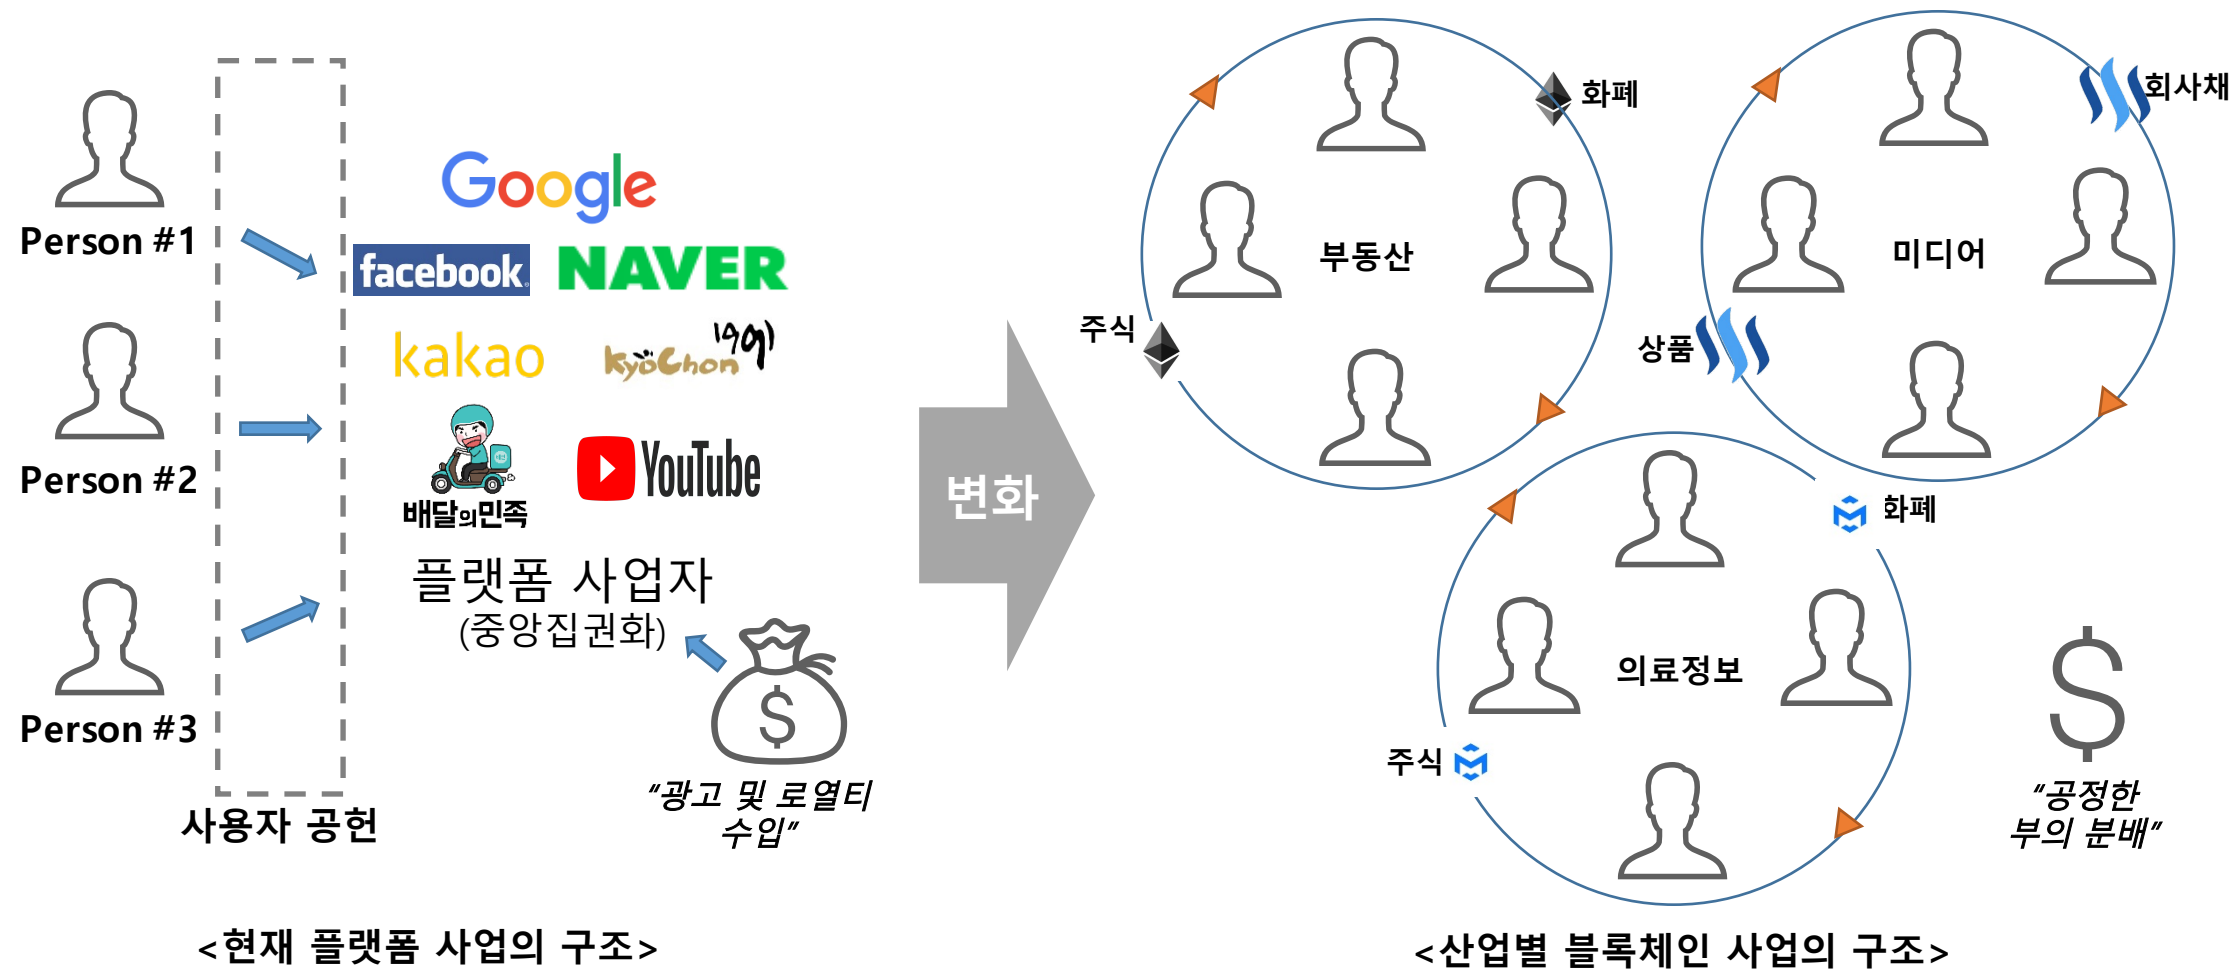 Person #1
Person #2
Person #3
사용자 공헌
Google
facebook
NAVER
kakao
KyoChon
배달의민족
YouTube
플랫폼 사업자
(중앙집권화)
$
"광고 및 로열티
수입"
<현재 플랫폼 사업의 구조>
변화
부동산
화폐
주식
미디어
회사채
상품
의료정보
화폐
주식
$
"공정한
부의 분배"
<산업별 블록체인 사업의 구조>